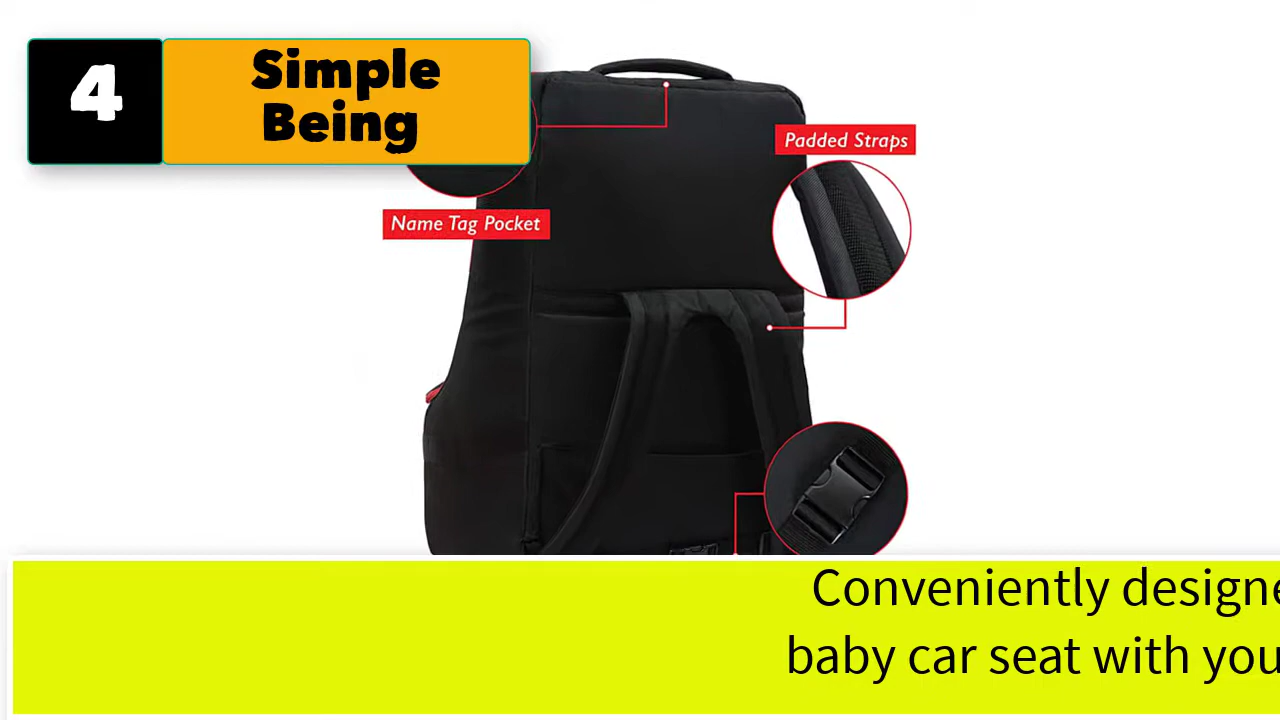 4
Simple
Being
Padded Straps
Name Tag Pocket
Conveniently designe
baby car seat with you